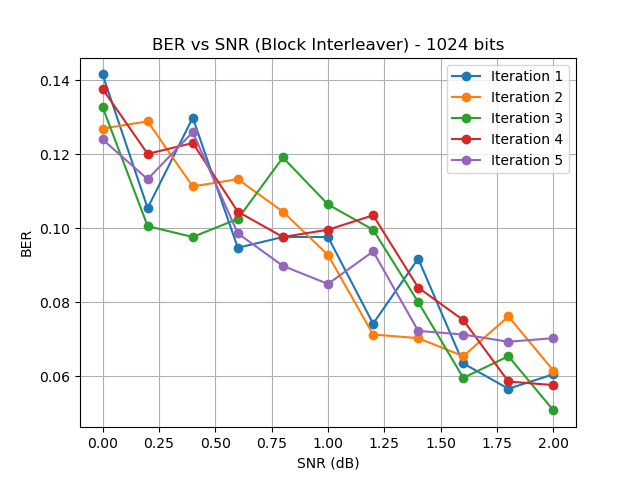 BER vs SNR (Block Interleaver) - 1024 bits
Iteration 1
Iteration 2
Iteration 3
Iteration 4
Iteration 5
BER
0.14
0.12
0.10
0.08
0.06
0.00 0.25 0.50 0.75 1.00 1.25 1.50 1.75 2.00
SNR (dB)